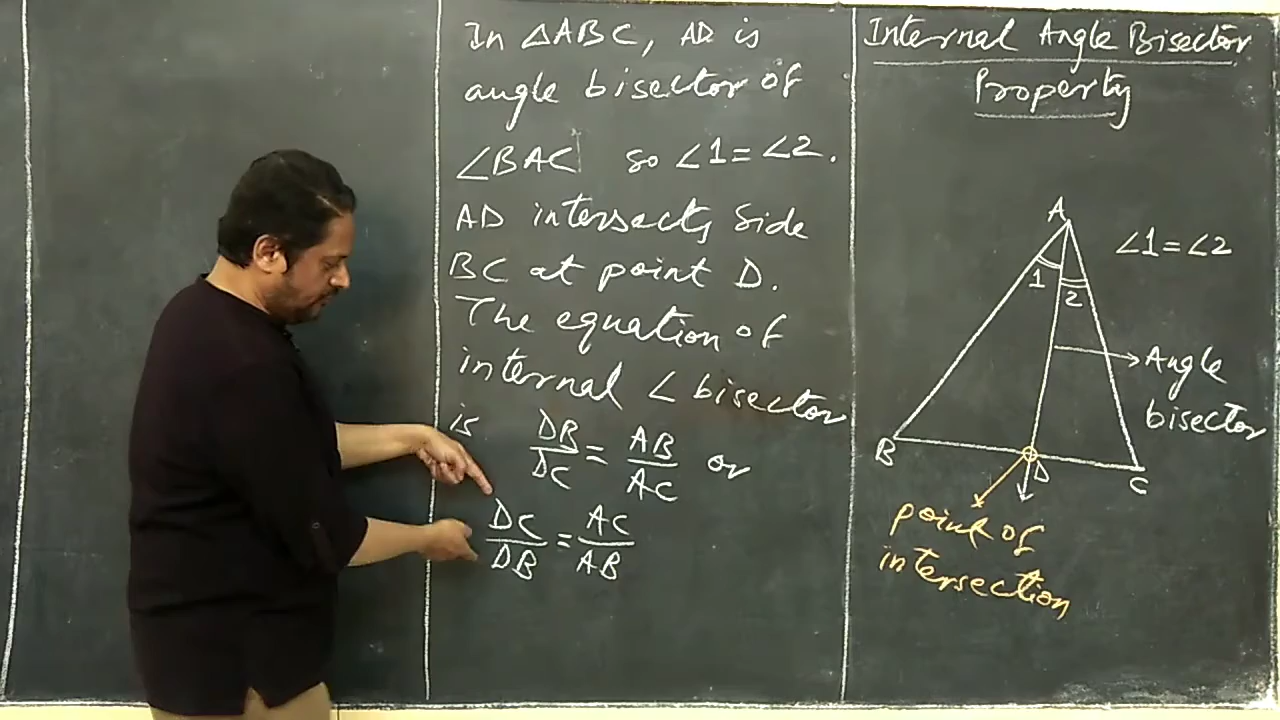 In △ABC, AD is
angle bisector of
∠BAC so ∠1 = ∠2.
AD intersects side
BC at point D.
The equation of
internal ∠ bisector
is DB/DC = AB/AC or
DC/DB = AC/AB
Internal Angle Bisector
Property
A
∠1 = ∠2
1
2
Angle
bisector
B
D
C
point of
intersection